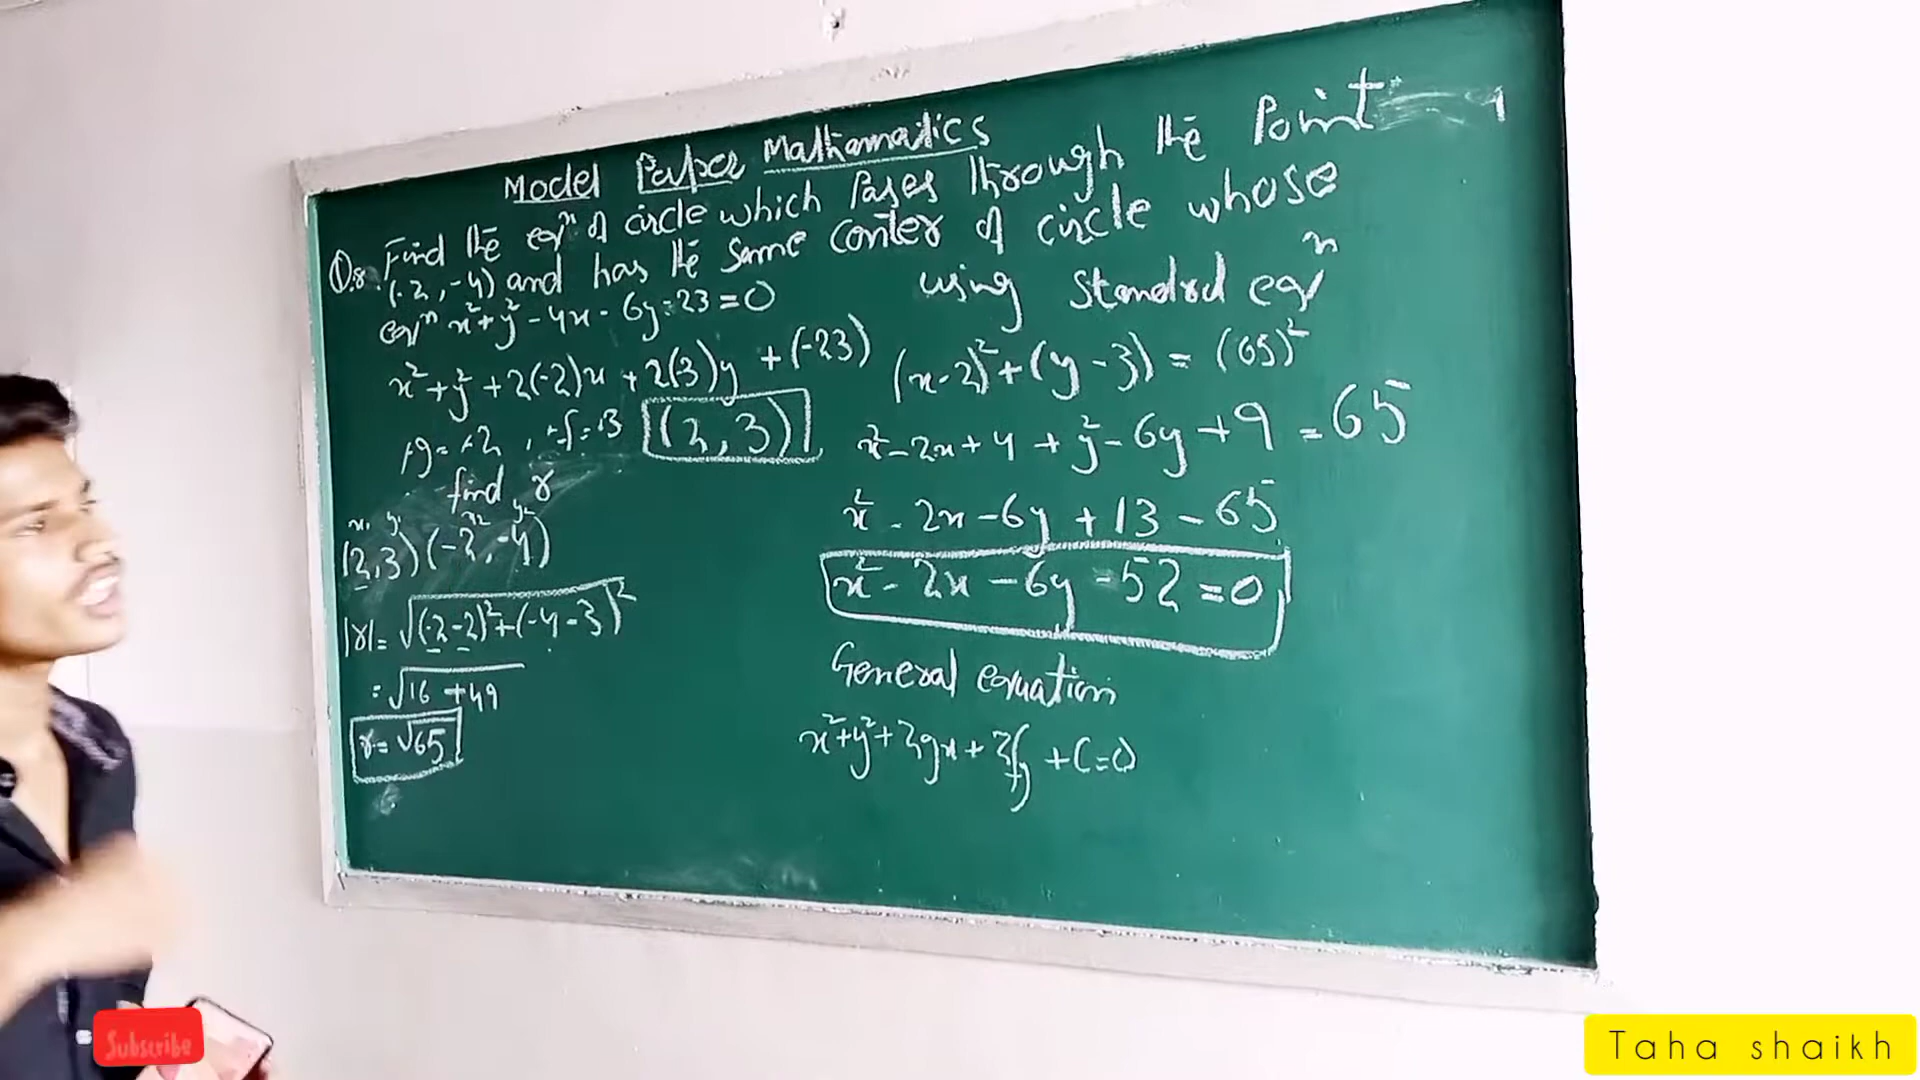 Model Paper Mathematics
Q.8. Find the eqⁿ of circle which Pases through the Point
(-2, -4) and has the same conter of circle whose
eqⁿ x²+y²-4x-6y-23=0
x²+y²+2(-2)x+2(-3)y+(-23)
+g=+2, +f=+3 (2,3)
find r
x₁ y₁ x₂ y₂
(2,3)(-2,-4)
|r|=√(-2-2)²+(-4-3)²
=√16+49
r=√65
using Standred eqⁿ
(x-2)²+(y-3)=(65)²
x²-2x+4+y²-6y+9=65
x²-2x-6y+13-65
x²-2x-6y-52=0
General equation
x²+y²+2gx+2fy+C=0
Subscribe
Taha shaikh